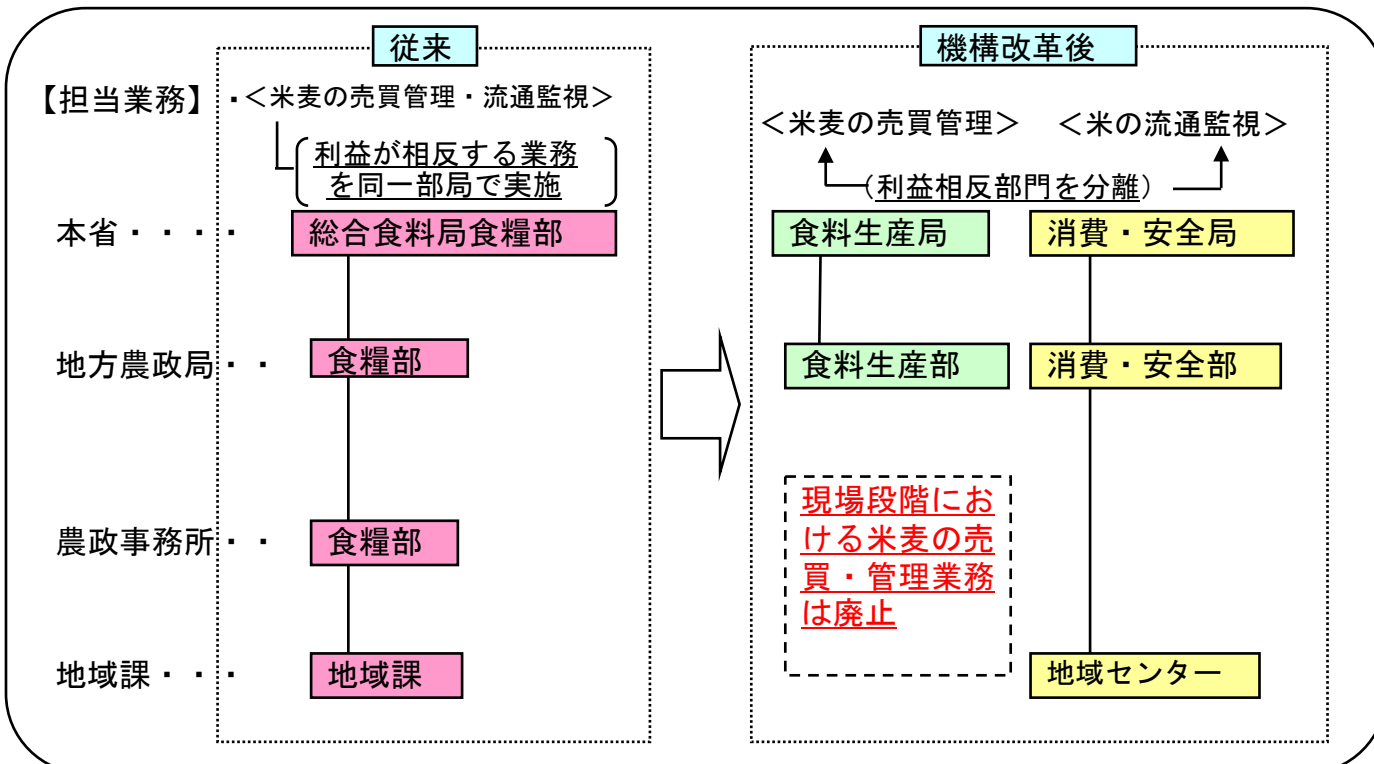 従来
機構改革後
【担当業務】・<米麦の売買管理・流通監視>
利益が相反する業務
を同一部局で実施
<米麦の売買管理> <米の流通監視>
(利益相反部門を分離)
本省・・・・ 総合食料局食糧部 食料生産局 消費・安全局
地方農政局・・ 食糧部 食料生産部 消費・安全部
農政事務所・・ 食糧部
現場段階にお
ける米麦の売
買・管理業務
は廃止
地域課・・・ 地域課 地域センター